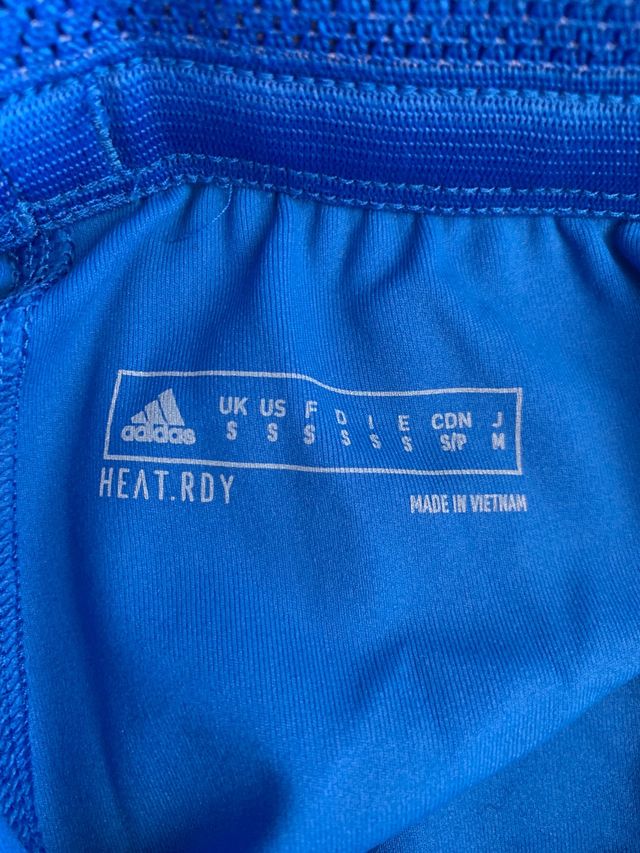 adidas
UK US F D I E CDN J
S S S S S S S/P M
HEAT.RDY
MADE IN VIETNAM